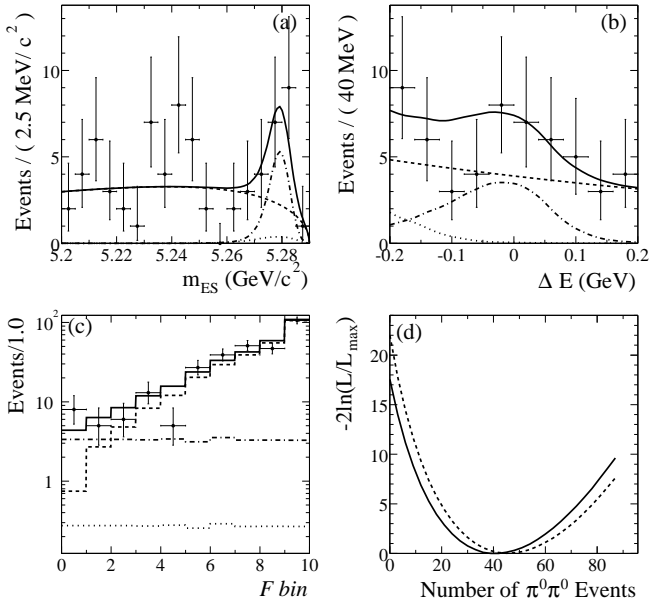 (a)
Events / ( 2.5 MeV/ c² )
10
5
0
5.2 5.22 5.24 5.26 5.28
m_ES (GeV/c²)
(b)
Events / ( 40 MeV )
10
5
0
-0.2 -0.1 0 0.1 0.2
Δ E (GeV)
(c)
Events/1.0
10²
10
1
0 2 4 6 8 10
F bin
(d)
-2ln(L/L_max)
20
15
10
5
0
0 20 40 60 80
Number of π⁰π⁰ Events